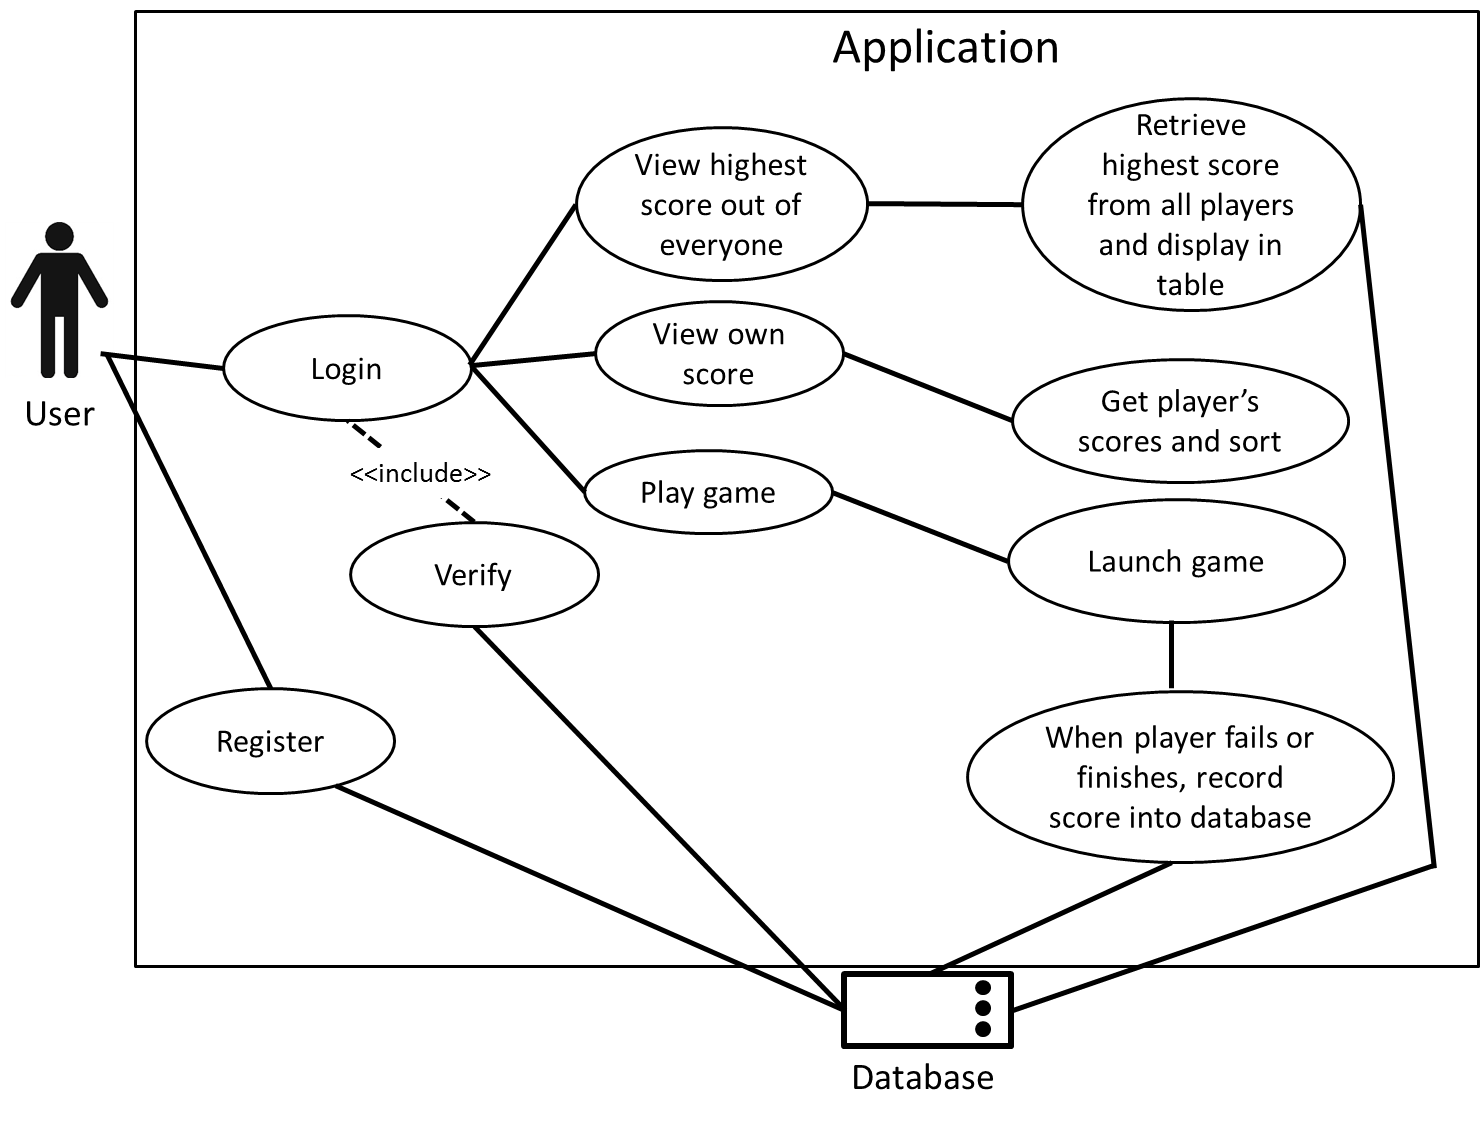 Application
View highest
score out of
everyone
Retrieve
highest score
from all players
and display in
table
User
Login
View own
score
Get player’s
scores and sort
<<include>>
Play game
Verify
Launch game
Register
When player fails or
finishes, record
score into database
Database